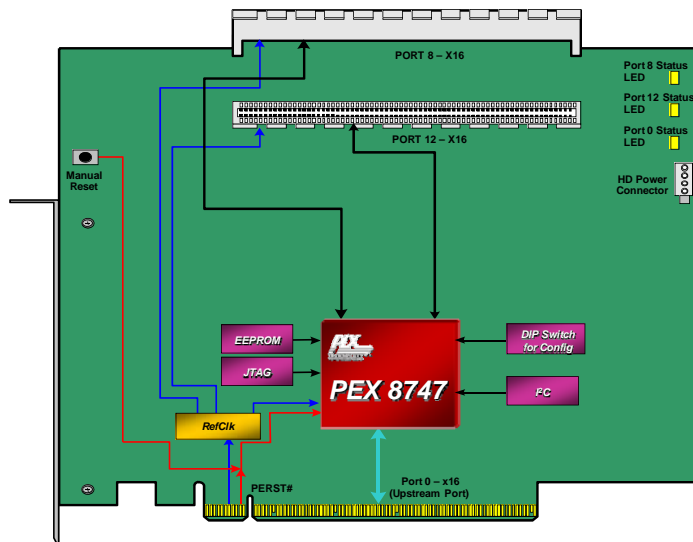 PORT 8 – X16
Port 8 Status
LED
Port 12 Status
LED
PORT 12 – X16
Port 0 Status
LED
Manual
Reset
HD Power
Connector
EEPROM
DIP Switch
for Config
JTAG
PEX 8747
I²C
RefClk
PERST#
Port 0 – x16
(Upstream Port)